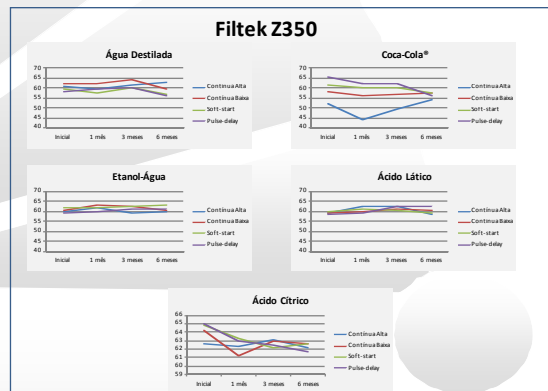 Filtek Z350
Água Destilada
70
65
60
55
50
45
40
Inicial 1 mês 3 meses 6 meses
Contínua Alta
Contínua Baixa
Soft-start
Pulse-delay
Coca-Cola®
70
65
60
55
50
45
40
Inicial 1 mês 3 meses 6 meses
Contínua Alta
Contínua Baixa
Soft-start
Pulse-delay
Etanol-Água
70
65
60
55
50
45
40
Inicial 1 mês 3 meses 6 meses
Contínua Alta
Contínua Baixa
Soft-start
Pulse-delay
Ácido Lático
70
65
60
55
50
45
40
Inicial 1 mês 3 meses 6 meses
Contínua Alta
Contínua Baixa
Soft-start
Pulse-delay
Ácido Cítrico
66
65
64
63
62
61
60
59
Inicial 1 mês 3 meses 6 meses
Contínua Alta
Contínua Baixa
Soft-start
Pulse-delay